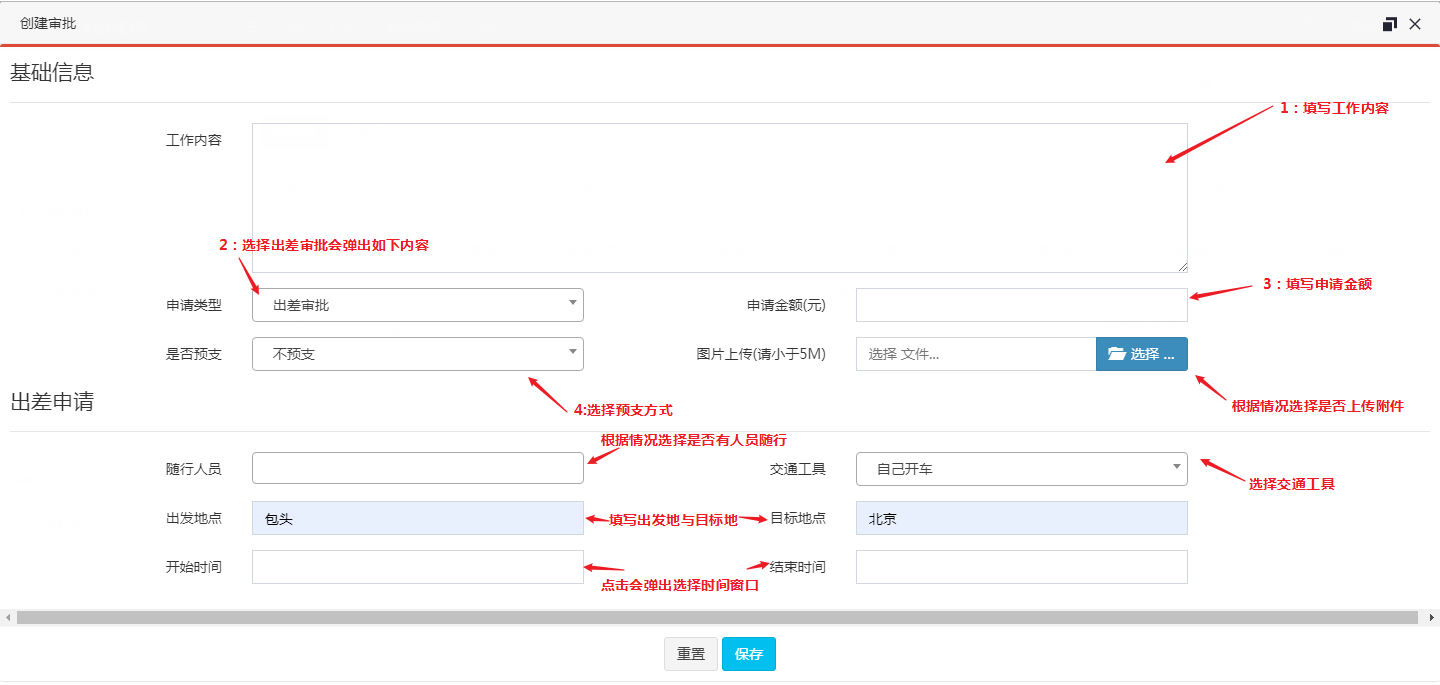 创建审批
基础信息
1：填写工作内容
工作内容
2：选择出差审批会弹出如下内容
3：填写申请金额
申请类型 出差审批 申请金额(元)
是否预支 不预支 图片上传(请小于5M) 选择 文件... 选择 ...
出差申请
4:选择预支方式
根据情况选择是否上传附件
根据情况选择是否有人员随行
随行人员 交通工具 自己开车
选择交通工具
出发地点 包头 填写出发地与目标地 目标地点 北京
开始时间 结束时间
点击会弹出选择时间窗口
重置 保存